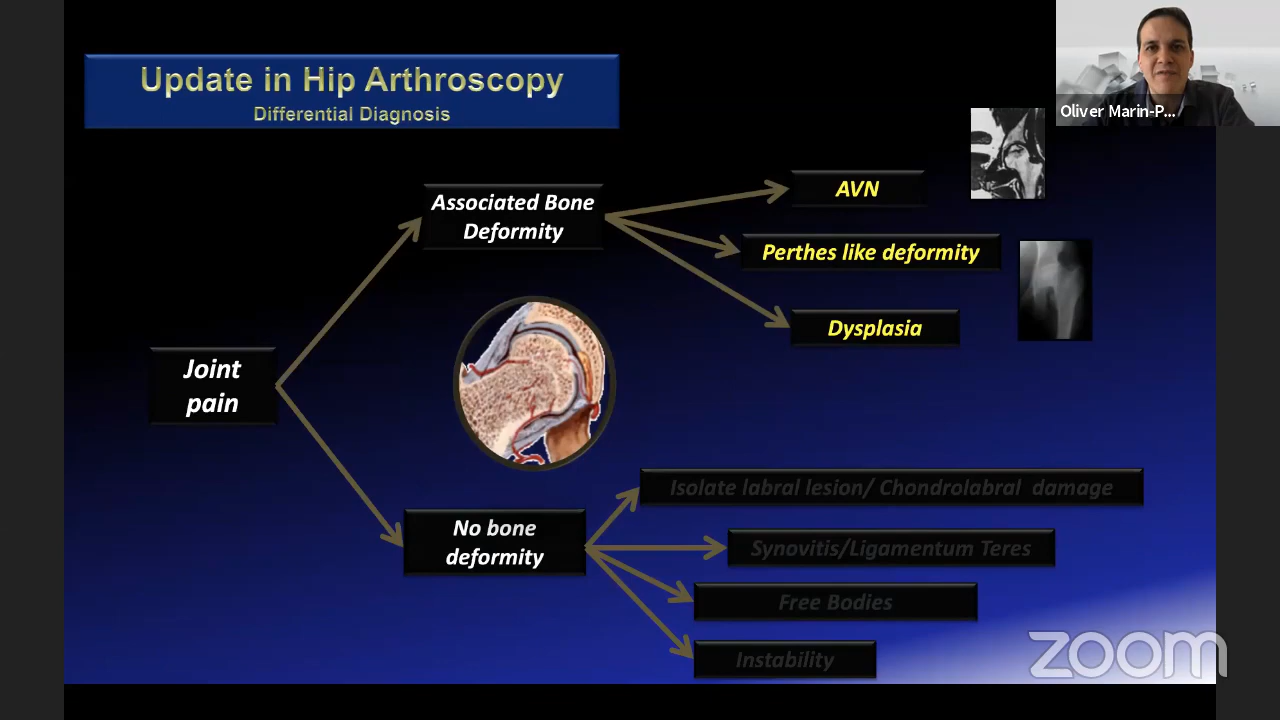 Update in Hip Arthroscopy
Differential Diagnosis
Oliver Marin-P...
Associated Bone
Deformity
AVN
Perthes like deformity
Dysplasia
Joint
pain
No bone
deformity
Isolate labral lesion/ Chondrolabral damage
Synovitis/Ligamentum Teres
Free Bodies
Instability
zoom